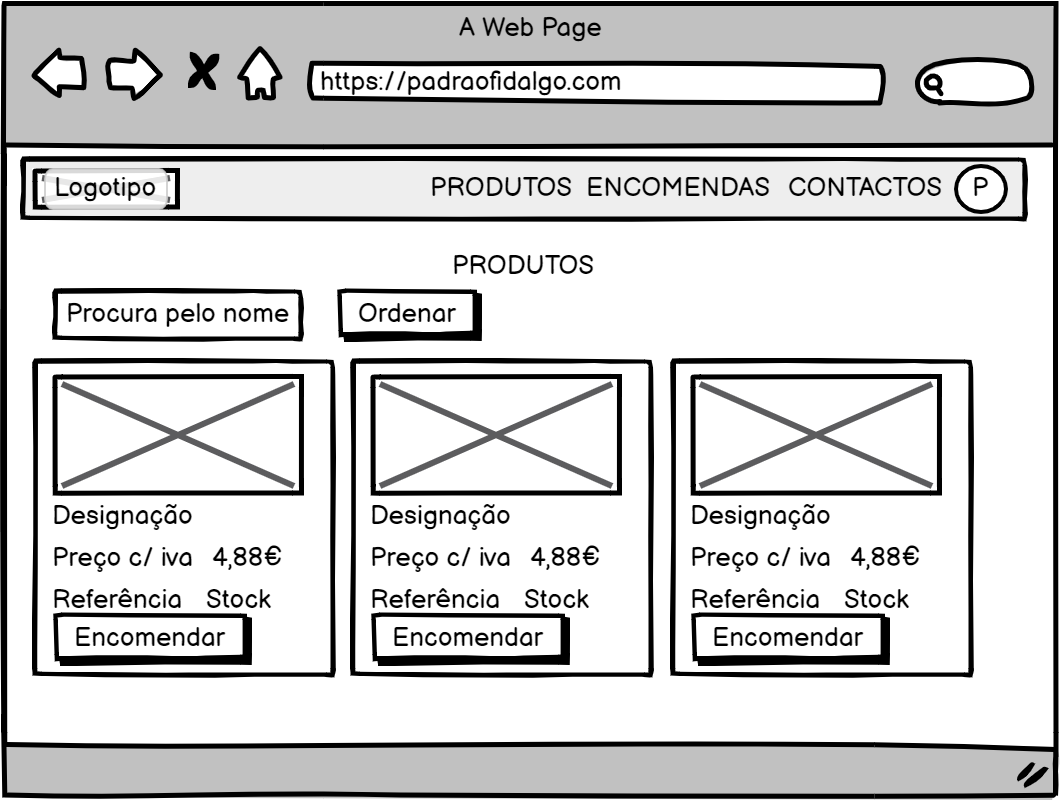 A Web Page
https://padraofidalgo.com
Logotipo PRODUTOS ENCOMENDAS CONTACTOS P
PRODUTOS
Procura pelo nome Ordenar
Designação Designação Designação
Preço c/ iva 4,88€ Preço c/ iva 4,88€ Preço c/ iva 4,88€
Referência Stock Referência Stock Referência Stock
Encomendar Encomendar Encomendar